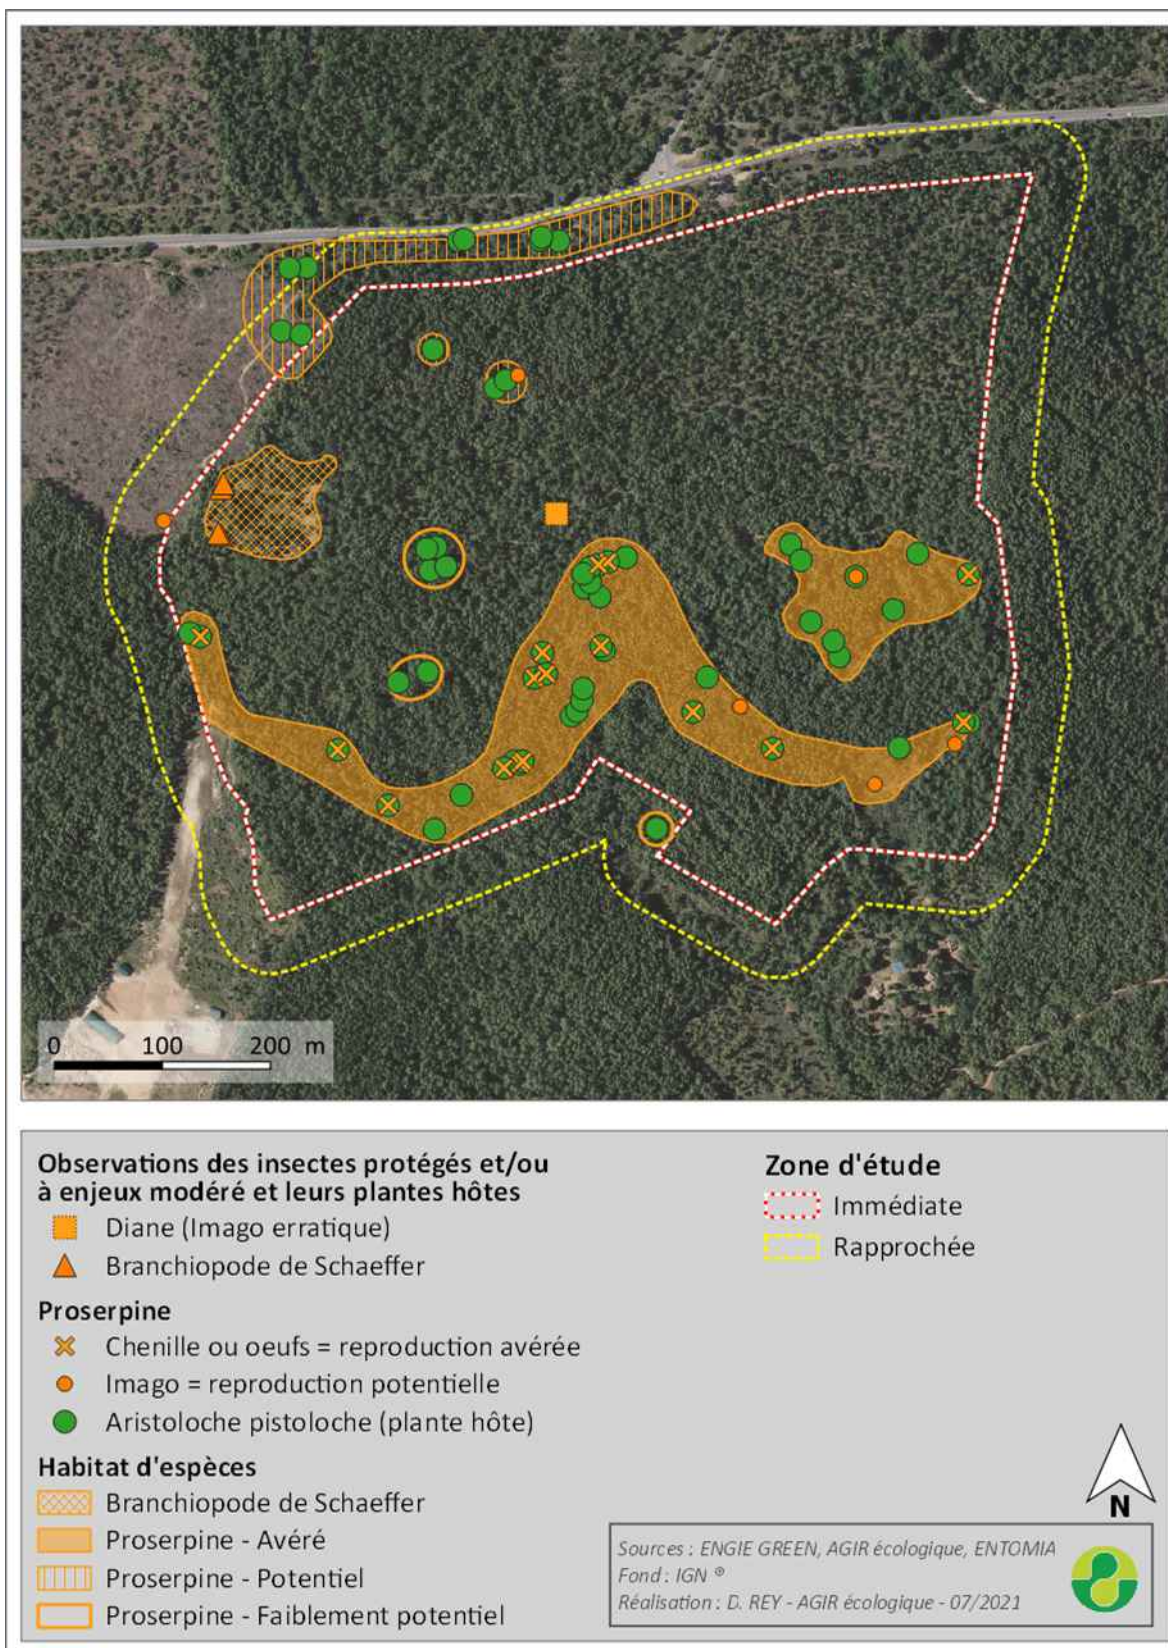 0 100 200 m
Observations des insectes protégés et/ou
à enjeux modéré et leurs plantes hôtes
Diane (Imago erratique)
Branchiopode de Schaeffer
Proserpine
Chenille ou oeufs = reproduction avérée
Imago = reproduction potentielle
Aristoloche pistoloche (plante hôte)
Habitat d'espèces
Branchiopode de Schaeffer
Proserpine - Avéré
Proserpine - Potentiel
Proserpine - Faiblement potentiel
Zone d'étude
Immédiate
Rapprochée
N
Sources : ENGIE GREEN, AGIR écologique, ENTOMIA
Fond : IGN ®
Réalisation : D. REY - AGIR écologique - 07/2021